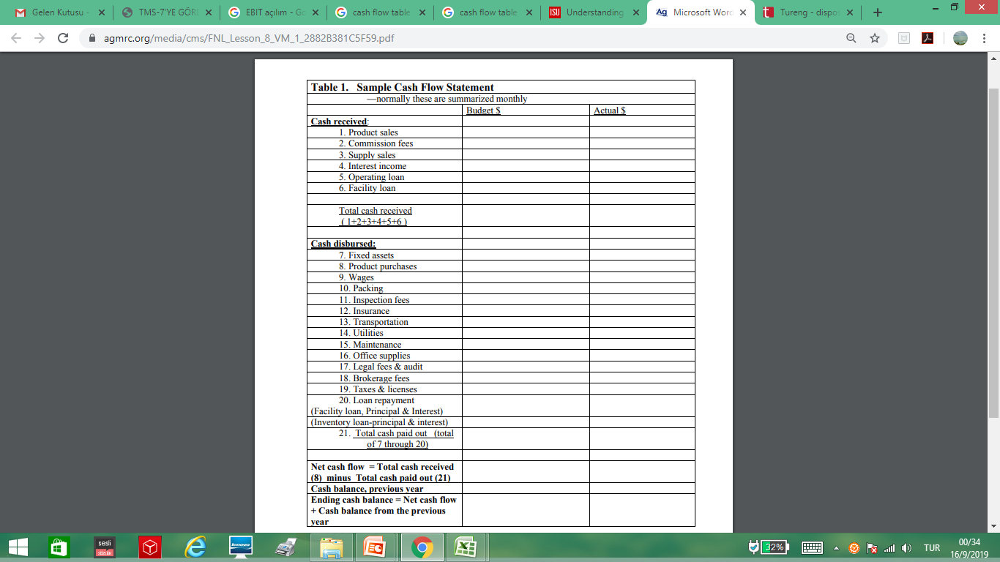 Gelen Kutusu -
TMS-7'YE GÖR
EBIT açılım - G
cash flow table
cash flow table
ISU Understanding
Ag Microsoft Word
Tureng - dispo
agmrc.org/media/cms/FNL_Lesson_8_VM_1_2882B381C5F59.pdf
Table 1. Sample Cash Flow Statement
—normally these are summarized monthly
Budget $ Actual $
Cash received:
1. Product sales
2. Commission fees
3. Supply sales
4. Interest income
5. Operating loan
6. Facility loan
Total cash received
( 1+2+3+4+5+6 )
Cash disbursed:
7. Fixed assets
8. Product purchases
9. Wages
10. Packing
11. Inspection fees
12. Insurance
13. Transportation
14. Utilities
15. Maintenance
16. Office supplies
17. Legal fees & audit
18. Brokerage fees
19. Taxes & licenses
20. Loan repayment
(Facility loan, Principal & Interest)
(Inventory loan-principal & interest)
21. Total cash paid out (total
of 7 through 20)
Net cash flow = Total cash received
(8) minus Total cash paid out (21)
Cash balance, previous year
Ending cash balance = Net cash flow
+ Cash balance from the previous
year
sesli
sözlük
lenovo
32%
TUR
00/34
16/9/2019